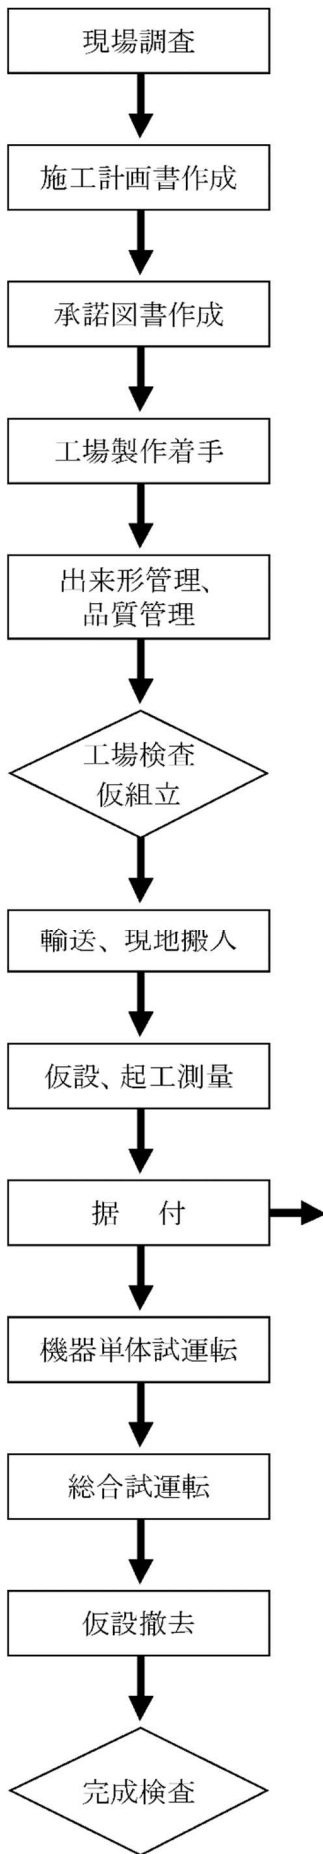 現場調査
施工計画書作成
承諾図書作成
工場製作着手
出来形管理、
品質管理
工場検査
仮組立
輸送、現地搬入
仮設、起工測量
据　付
機器単体試運転
総合試運転
仮設撤去
完成検査